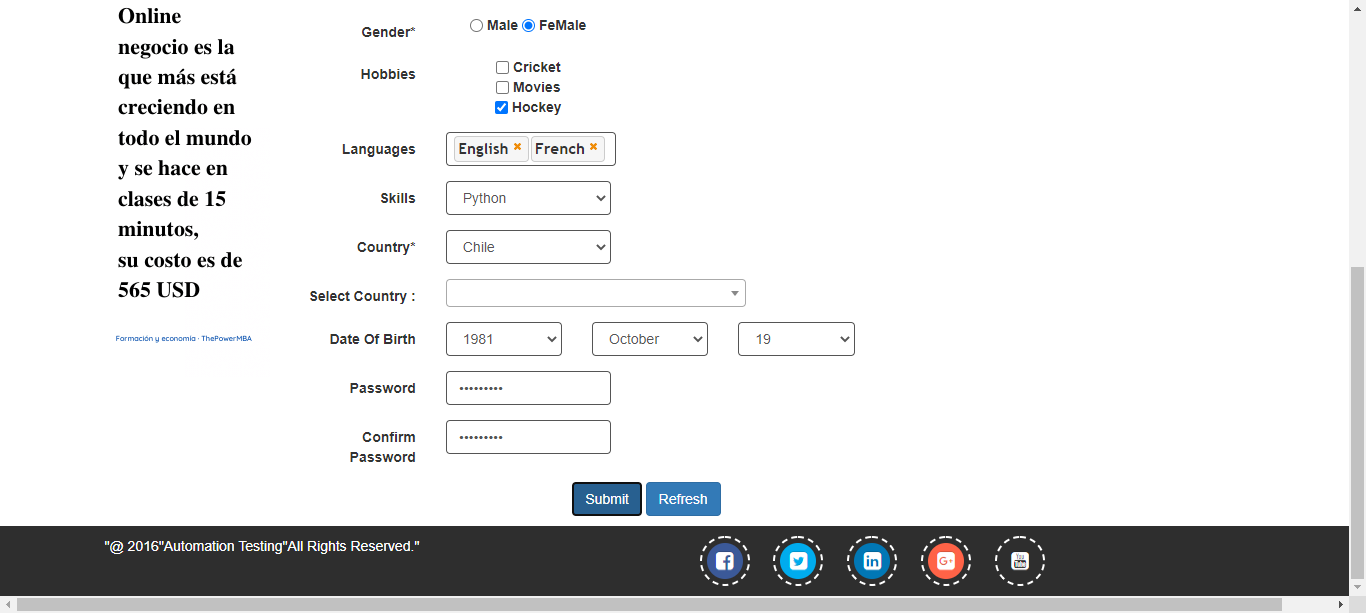 Online
negocio es la
que más está
creciendo en
todo el mundo
y se hace en
clases de 15
minutos,
su costo es de
565 USD
Formación y economía · ThePowerMBA
Gender*
Male FeMale
Hobbies
Cricket
Movies
Hockey
Languages
English French
Skills
Python
Country*
Chile
Select Country :
Date Of Birth
1981 October 19
Password
Confirm
Password
Submit Refresh
"@ 2016"Automation Testing"All Rights Reserved."
You
Tube